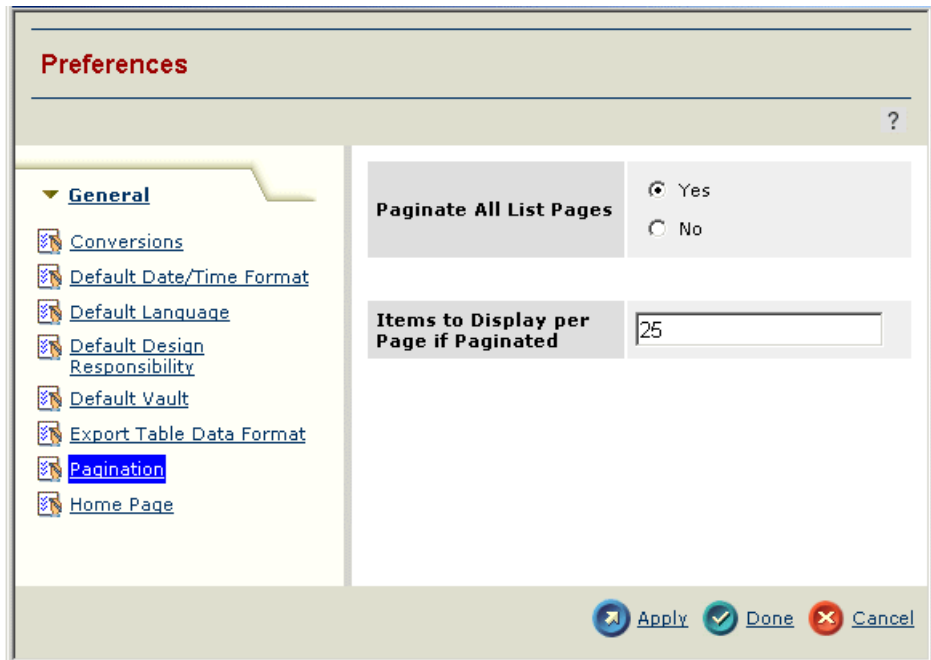 Preferences
?
General
Conversions
Default Date/Time Format
Default Language
Default Design
Responsibility
Default Vault
Export Table Data Format
Pagination
Home Page
Paginate All List Pages
Yes
No
Items to Display per
Page if Paginated
25
Apply
Done
Cancel